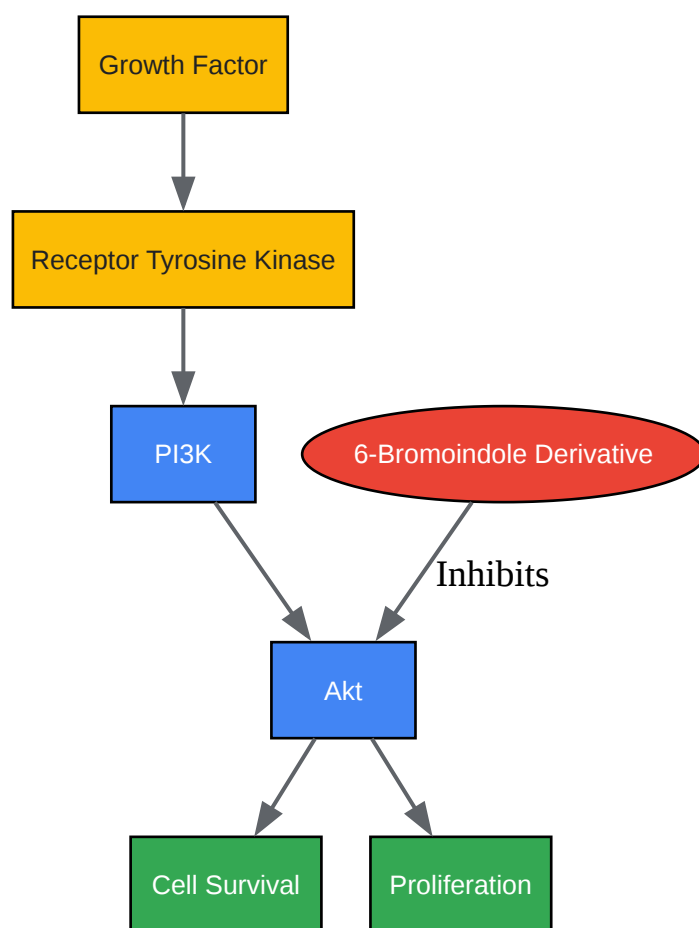 Growth Factor
Receptor Tyrosine Kinase
PI3K
6-Bromoindole Derivative
Inhibits
Akt
Cell Survival
Proliferation